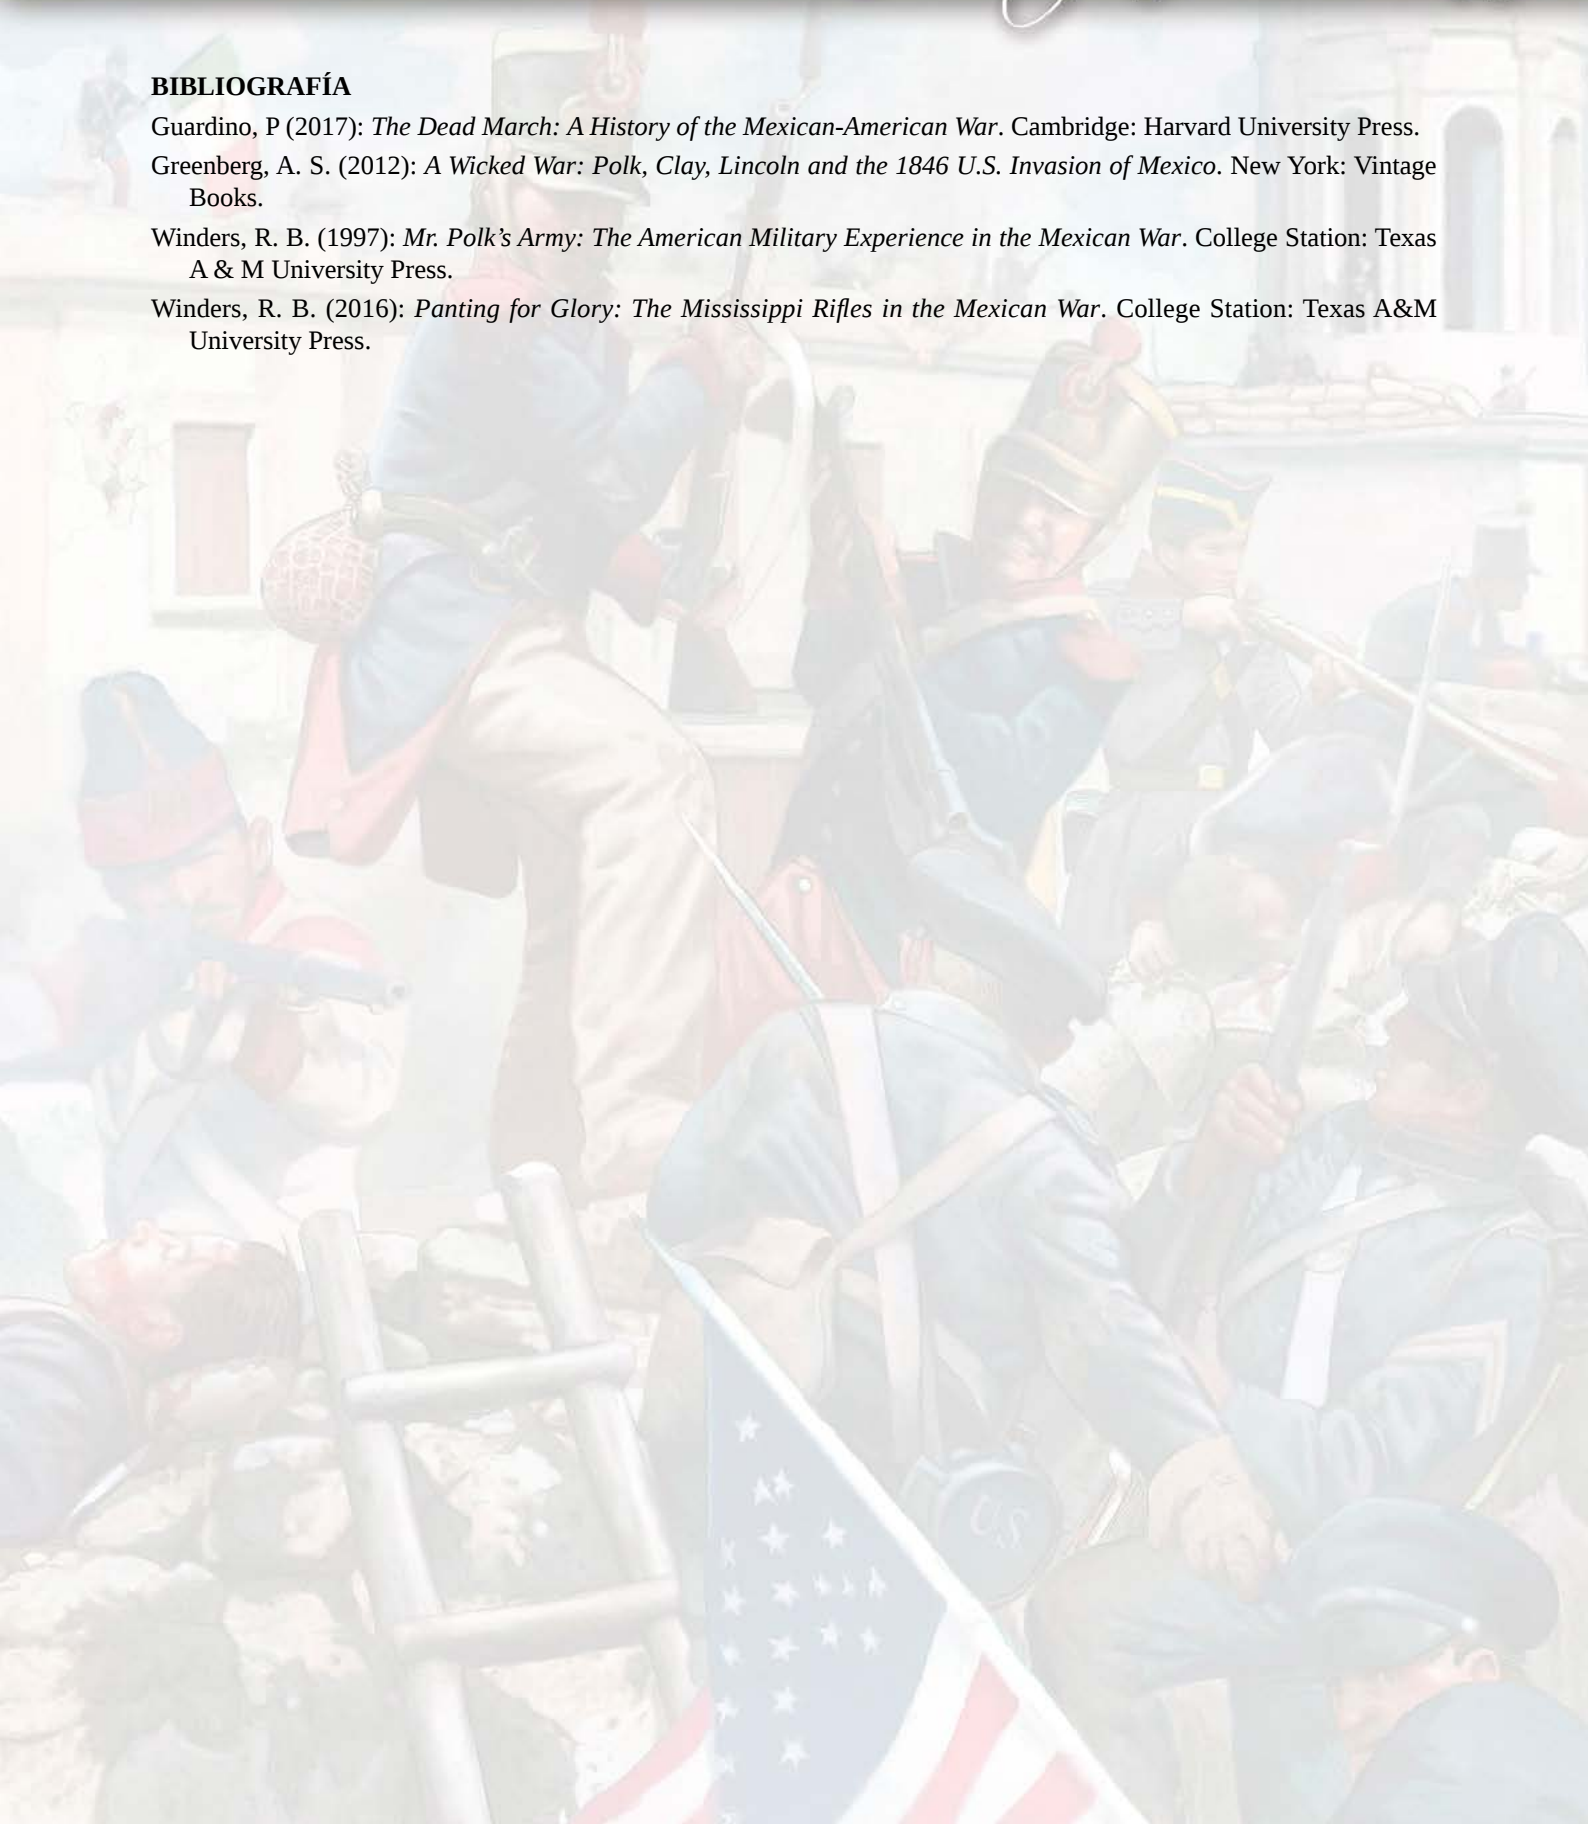 BIBLIOGRAFÍA
Guardino, P (2017): The Dead March: A History of the Mexican-American War. Cambridge: Harvard University Press.
Greenberg, A. S. (2012): A Wicked War: Polk, Clay, Lincoln and the 1846 U.S. Invasion of Mexico. New York: Vintage
Books.
Winders, R. B. (1997): Mr. Polk’s Army: The American Military Experience in the Mexican War. College Station: Texas
A & M University Press.
Winders, R. B. (2016): Panting for Glory: The Mississippi Rifles in the Mexican War. College Station: Texas A&M
University Press.
U.S